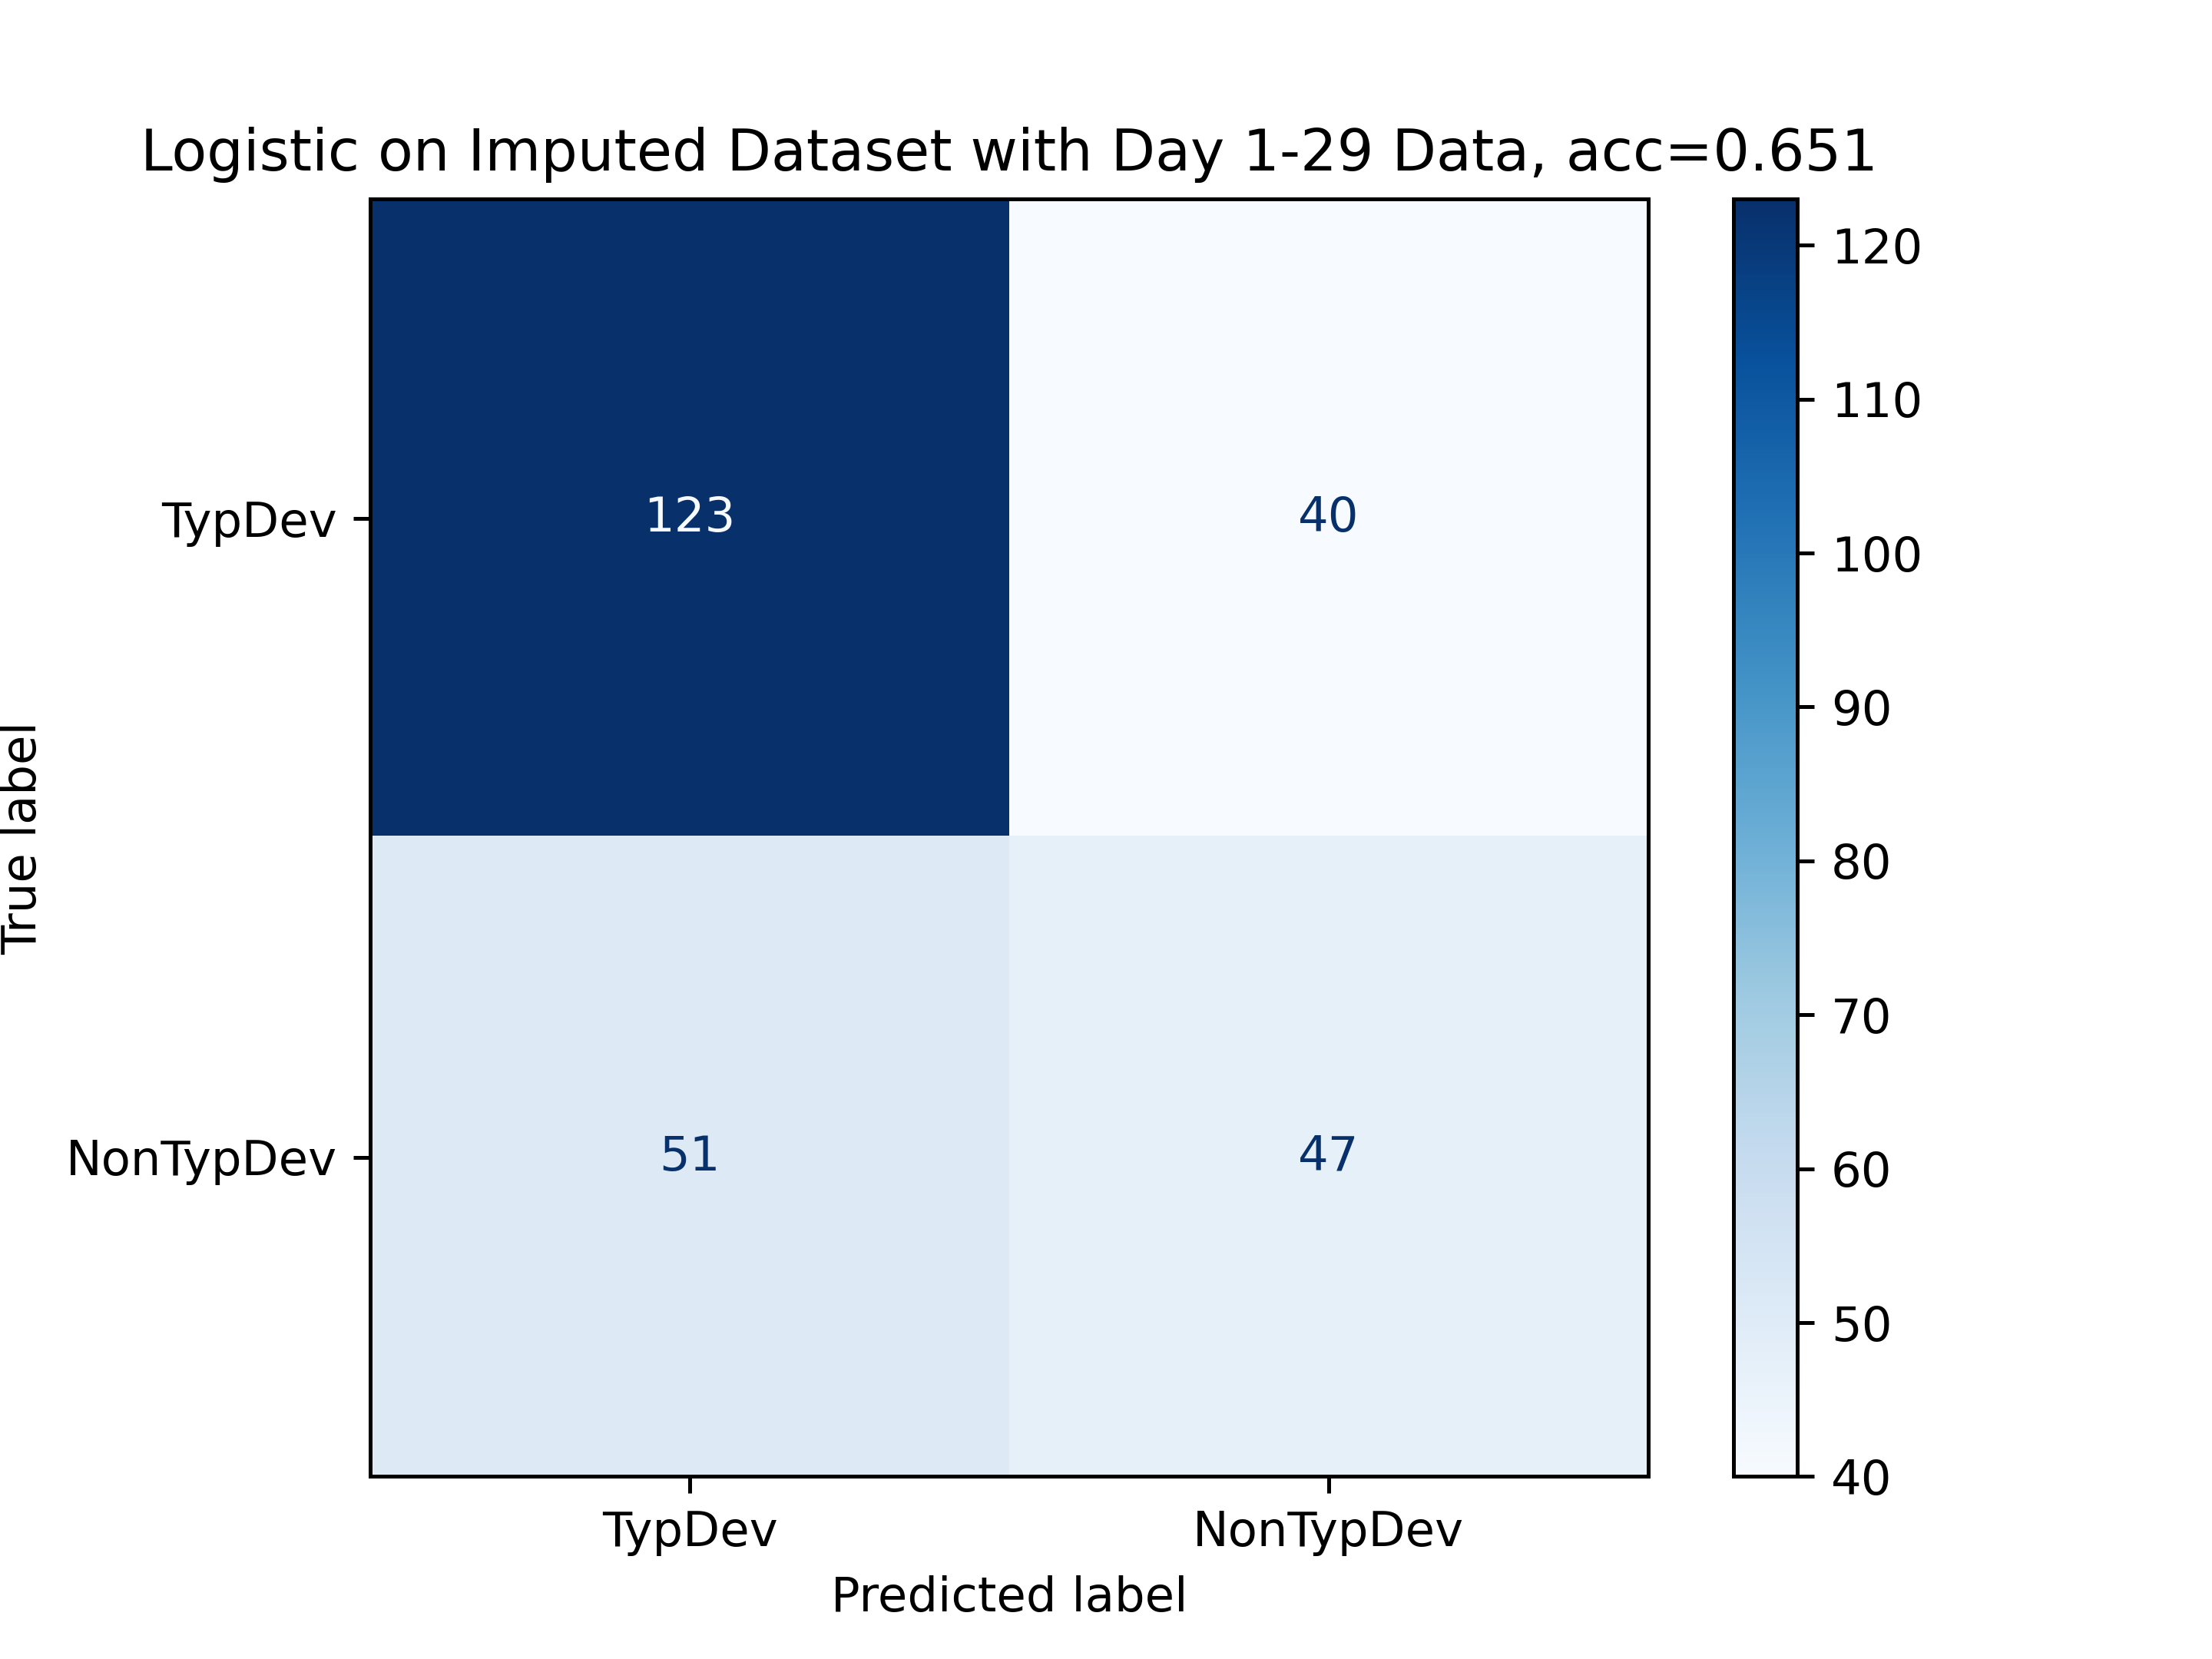 Logistic on Imputed Dataset with Day 1-29 Data, acc=0.651
120
110
100
90
80
70
60
50
40
True label
TypDev
123
40
NonTypDev
51
47
TypDev
NonTypDev
Predicted label